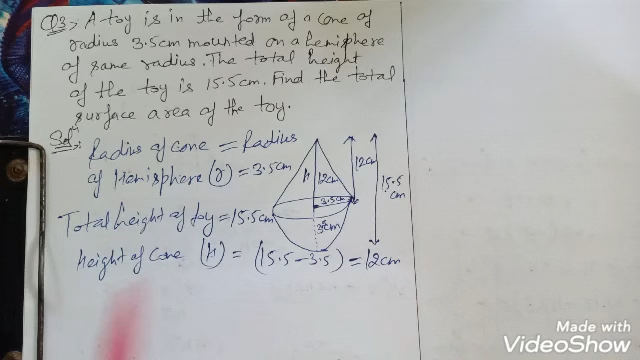 Q3> A toy is in the form of a cone of
radius 3.5cm mounted on a hemisphere
of same radius. The total height
of the toy is 15.5cm. Find the total
surface area of the toy.
Sol:
Radius of cone = Radius
of Hemisphere (r) = 3.5cm
Total height of toy = 15.5cm
Height of cone (H) = (15.5-3.5) = 12cm
H
12cm
3.5cm
3.5cm
12cm
15.5
cm
Made with
VideoShow